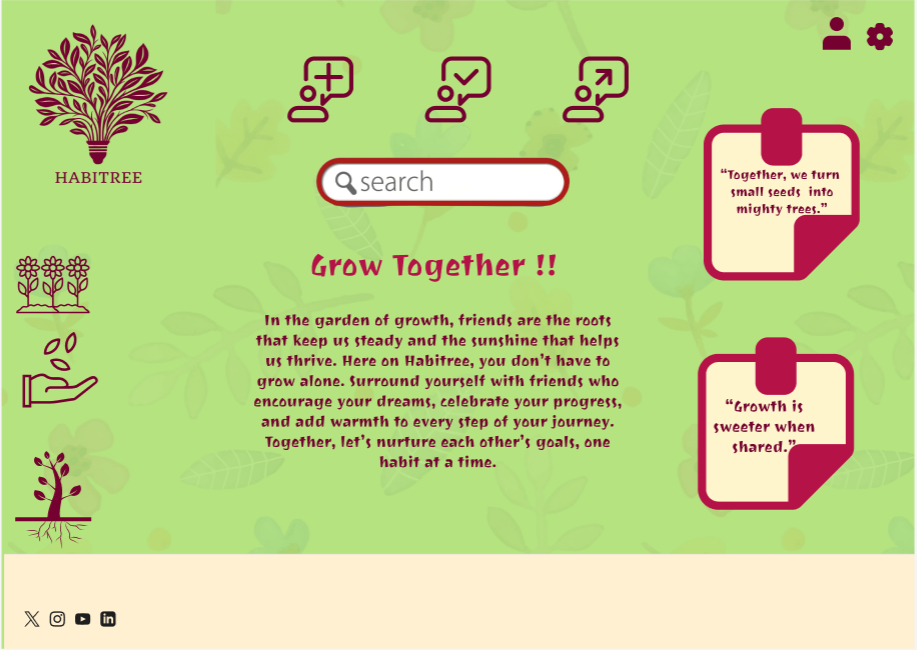 HABITREE
search
“Together, we turn
small seeds into
mighty trees.”
Grow Together !!
In the garden of growth, friends are the roots
that keep us steady and the sunshine that helps
us thrive. Here on Habitree, you don’t have to
grow alone. Surround yourself with friends who
encourage your dreams, celebrate your progress,
and add warmth to every step of your journey.
Together, let’s nurture each other’s goals, one
habit at a time.
“Growth is
sweeter when
shared.”